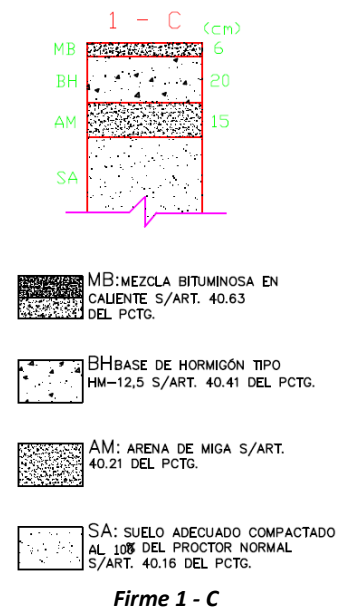 1 - C
(cm)
MB 6
BH 20
AM 15
SA
MB: MEZCLA BITUMINOSA EN
CALIENTE S/ART. 40.63
DEL PCTG.
BH BASE DE HORMIGÓN TIPO
HM-12,5 S/ART. 40.41 DEL PCTG.
AM: ARENA DE MIGA S/ART.
40.21 DEL PCTG.
SA: SUELO ADECUADO COMPACTADO
AL 100% DEL PROCTOR NORMAL
S/ART. 40.16 DEL PCTG.
Firme 1 - C